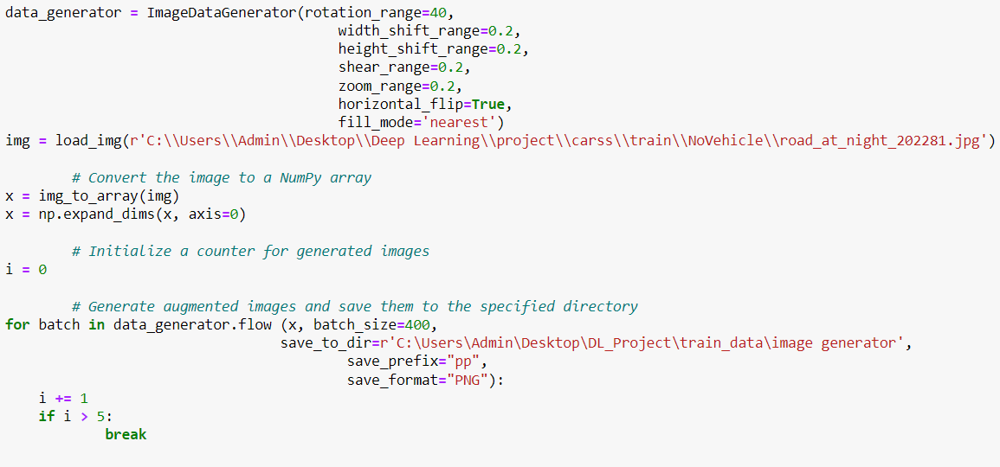 data_generator = ImageDataGenerator(rotation_range=40,
width_shift_range=0.2,
height_shift_range=0.2,
shear_range=0.2,
zoom_range=0.2,
horizontal_flip=True,
fill_mode='nearest')
img = load_img(r'C:\\Users\\Admin\\Desktop\\Deep Learning\\project\\carss\\train\\NoVehicle\\road_at_night_202281.jpg')
# Convert the image to a NumPy array
x = img_to_array(img)
x = np.expand_dims(x, axis=0)
# Initialize a counter for generated images
i = 0
# Generate augmented images and save them to the specified directory
for batch in data_generator.flow (x, batch_size=400,
save_to_dir=r'C:\Users\Admin\Desktop\DL_Project\train_data\image generator',
save_prefix="pp",
save_format="PNG"):
i += 1
if i > 5:
break